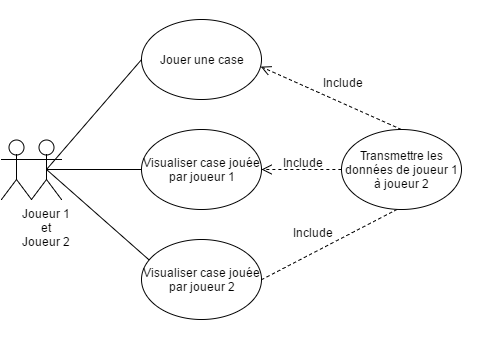 Jouer une case
Include
Visualiser case jouée
par joueur 1
Include
Transmettre les
données de joueur 1
à joueur 2
Joueur 1
et
Joueur 2
Include
Visualiser case jouée
par joueur 2